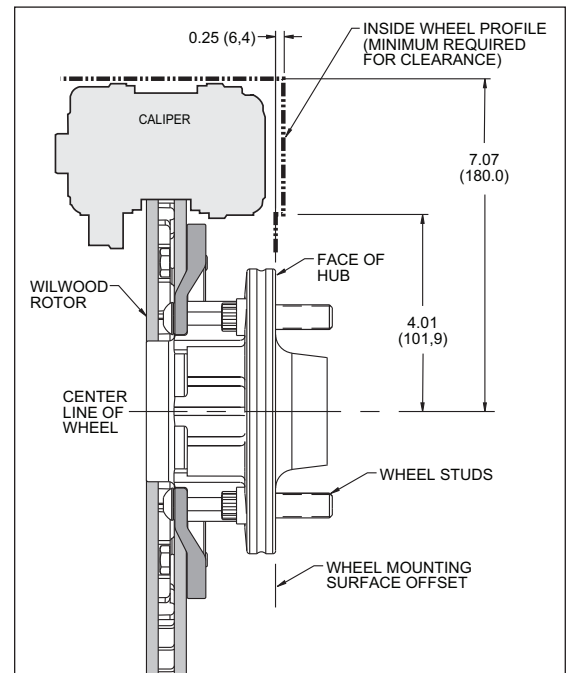 0.25 (6,4)
INSIDE WHEEL PROFILE
(MINIMUM REQUIRED
FOR CLEARANCE)
CALIPER
7.07
(180.0)
FACE OF
HUB
WILWOOD
ROTOR
4.01
(101,9)
CENTER
LINE OF
WHEEL
WHEEL STUDS
WHEEL MOUNTING
SURFACE OFFSET